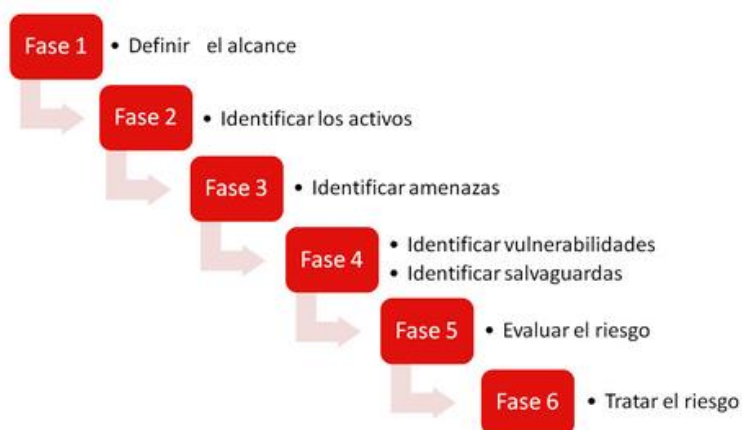 Fase 1
• Definir el alcance
Fase 2
• Identificar los activos
Fase 3
• Identificar amenazas
Fase 4
• Identificar vulnerabilidades
• Identificar salvaguardas
Fase 5
• Evaluar el riesgo
Fase 6
• Tratar el riesgo